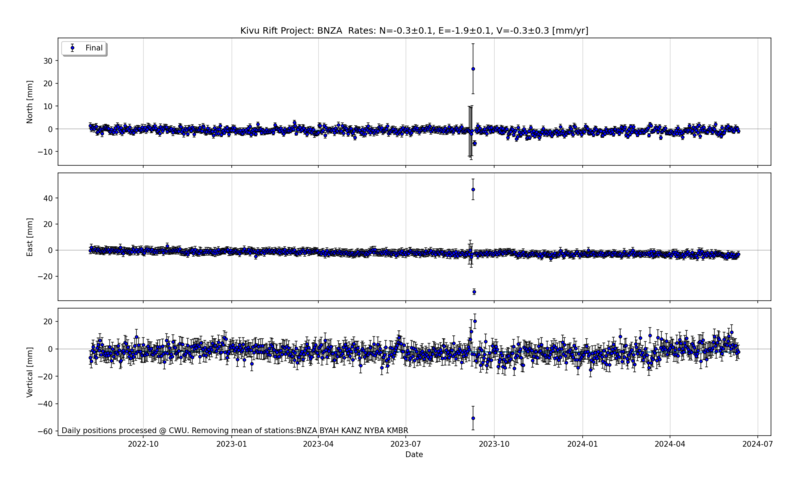 Kivu Rift Project: BNZA  Rates: N=-0.3±0.1, E=-1.9±0.1, V=-0.3±0.3 [mm/yr]
Final
North [mm]
30
20
10
0
−10
East [mm]
40
20
0
−20
Vertical [mm]
20
0
−20
−40
−60
Daily positions processed @ CWU. Removing mean of stations:BNZA BYAH KANZ NYBA KMBR
2022-10 2023-01 2023-04 2023-07 2023-10 2024-01 2024-04 2024-07
Date